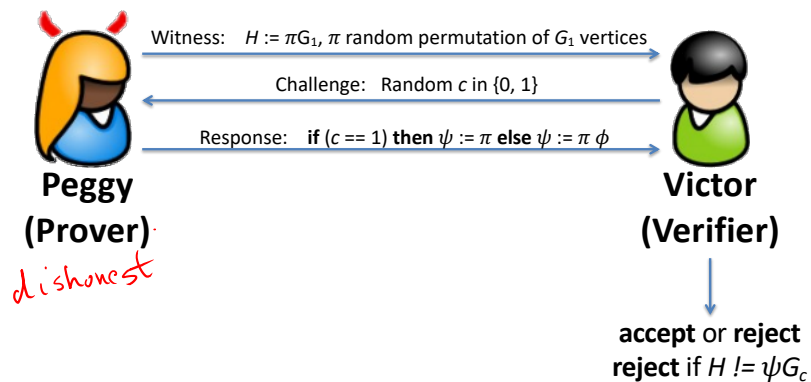 Witness: H := πG₁, π random permutation of G₁ vertices
Challenge: Random c in {0, 1}
Response: if (c == 1) then ψ := π else ψ := π ϕ
Peggy
(Prover)
dishonest
Victor
(Verifier)
accept or reject
reject if H != ψG_c